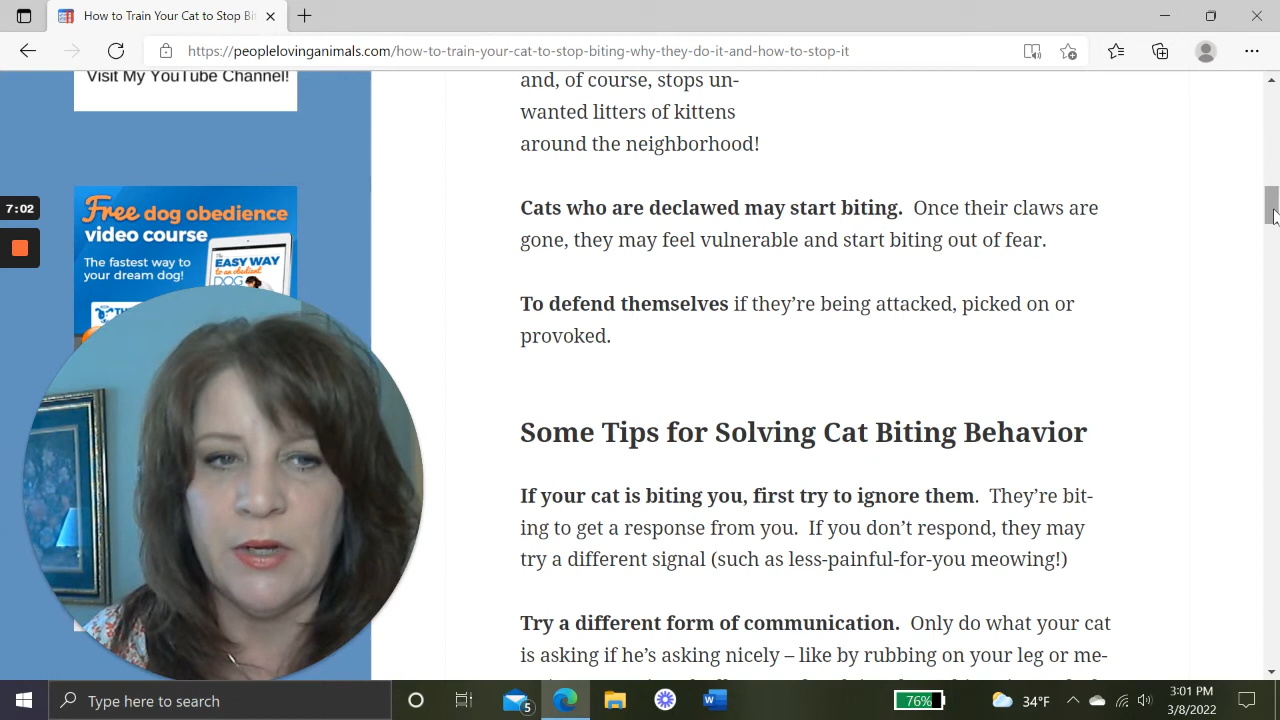 How to Train Your Cat to Stop Bi
https://peoplelovinganimals.com/how-to-train-your-cat-to-stop-biting-why-they-do-it-and-how-to-stop-it
Visit My YouTube Channel!
and, of course, stops un-
wanted litters of kittens
around the neighborhood!
7:02
Free dog obedience
video course
The fastest way to
your dream dog!
The
EASY WAY
to an obedient
DOG
Cats who are declawed may start biting. Once their claws are
gone, they may feel vulnerable and start biting out of fear.
To defend themselves if they're being attacked, picked on or
provoked.
Some Tips for Solving Cat Biting Behavior
If your cat is biting you, first try to ignore them. They're bit-
ing to get a response from you. If you don't respond, they may
try a different signal (such as less-painful-for-you meowing!)
Try a different form of communication. Only do what your cat
is asking if he's asking nicely – like by rubbing on your leg or me-
Type here to search
5
76%
34°F
3:01 PM
3/8/2022